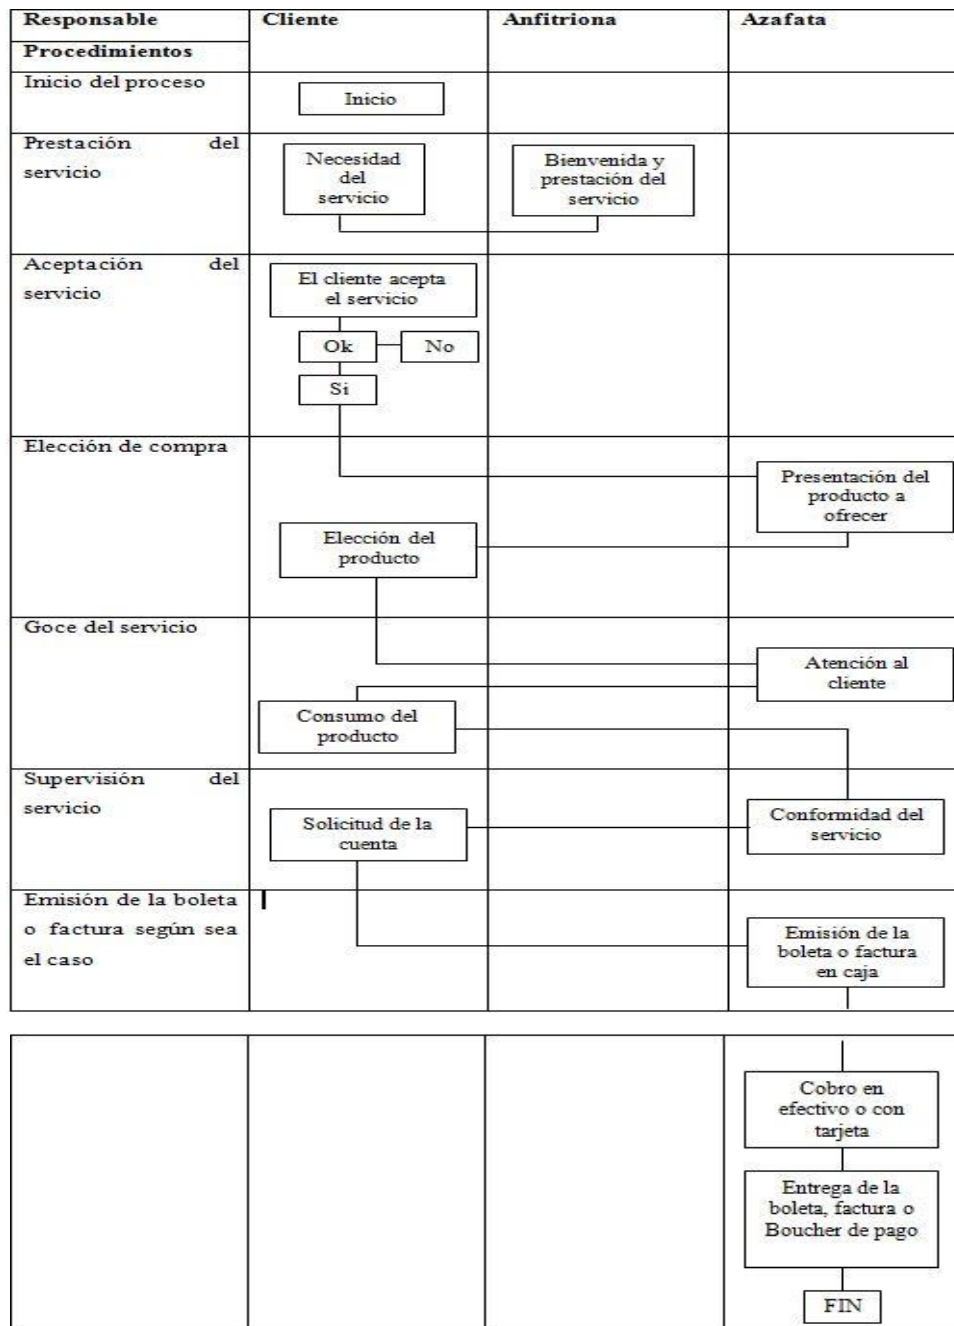 Responsable
Cliente
Anfitriona
Azafata
Procedimientos
Inicio del proceso
Inicio
Prestación del
servicio
Necesidad
del
servicio
Bienvenida y
prestación del
servicio
Aceptación del
servicio
El cliente acepta
el servicio
Ok
No
Si
Elección de compra
Presentación del
producto a
ofrecer
Elección del
producto
Goce del servicio
Atención al
cliente
Consumo del
producto
Supervisión del
servicio
Solicitud de la
cuenta
Conformidad del
servicio
Emisión de la boleta
o factura según sea
el caso
Emisión de la
boleta o factura
en caja
Cobro en
efectivo o con
tarjeta
Entrega de la
boleta, factura o
Boucher de pago
FIN